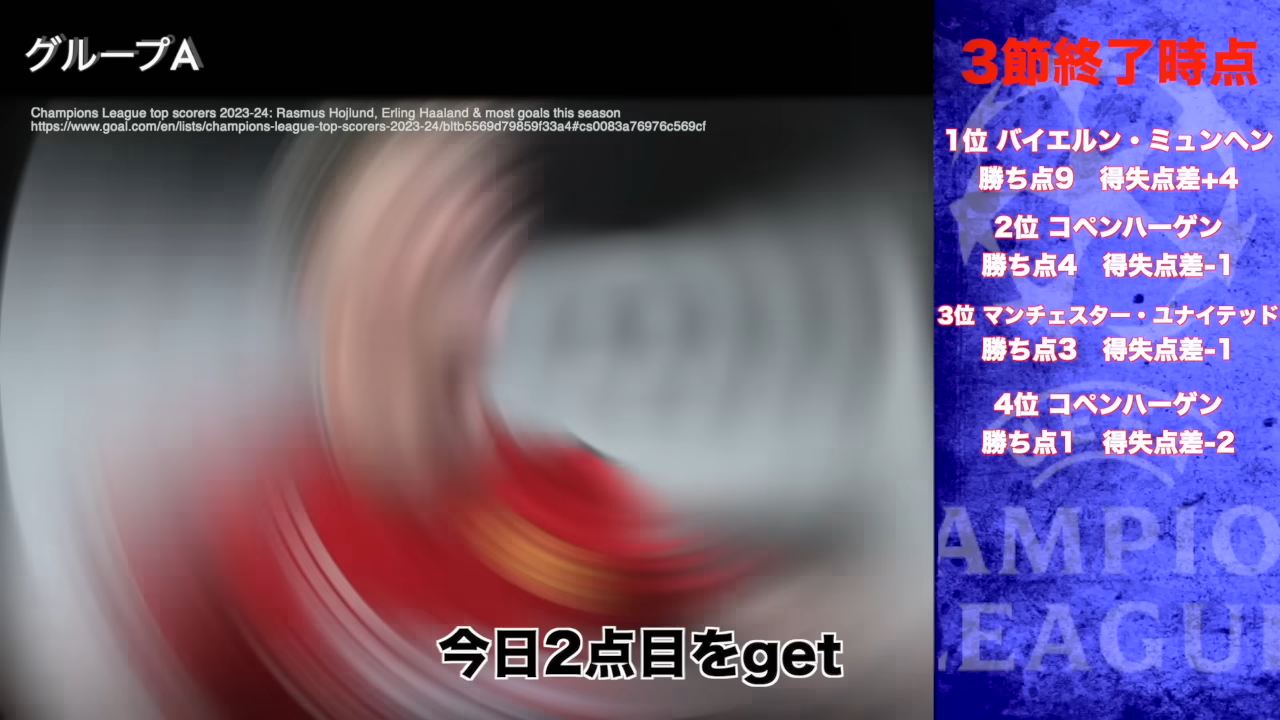 グループA
Champions League top scorers 2023-24: Rasmus Hojlund, Erling Haaland & most goals this season
https://www.goal.com/en/lists/champions-league-top-scorers-2023-24/bltb5569d79859f33a4#cs0083a76976c569cf
今日2点目をget
3節終了時点
1位 バイエルン・ミュンヘン
勝ち点9 得失点差+4
2位 コペンハーゲン
勝ち点4 得失点差-1
3位 マンチェスター・ユナイテッド
勝ち点3 得失点差-1
4位 コペンハーゲン
勝ち点1 得失点差-2
AMPIO
LEAGU